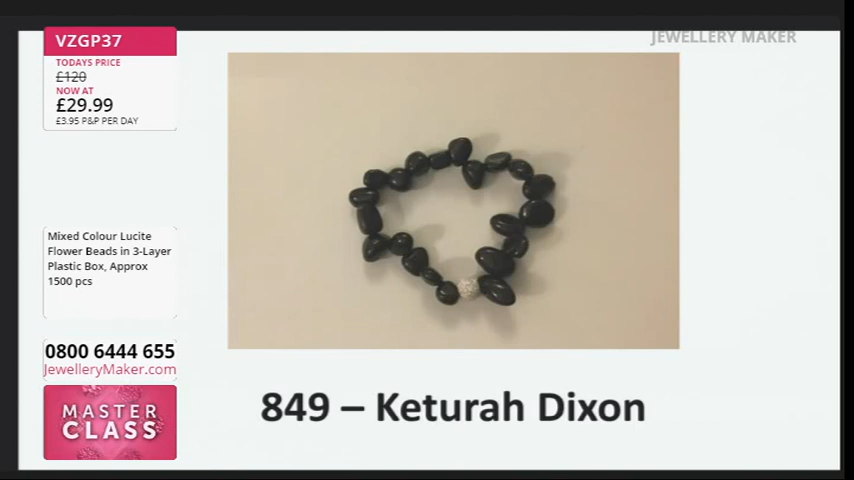 VZGP37
TODAYS PRICE
£120
NOW AT
£29.99
£3.95 P&P PER DAY
JEWELLERY MAKER
Mixed Colour Lucite
Flower Beads in 3-Layer
Plastic Box, Approx
1500 pcs
0800 6444 655
JewelleryMaker.com
MASTER
CLASS
849 – Keturah Dixon